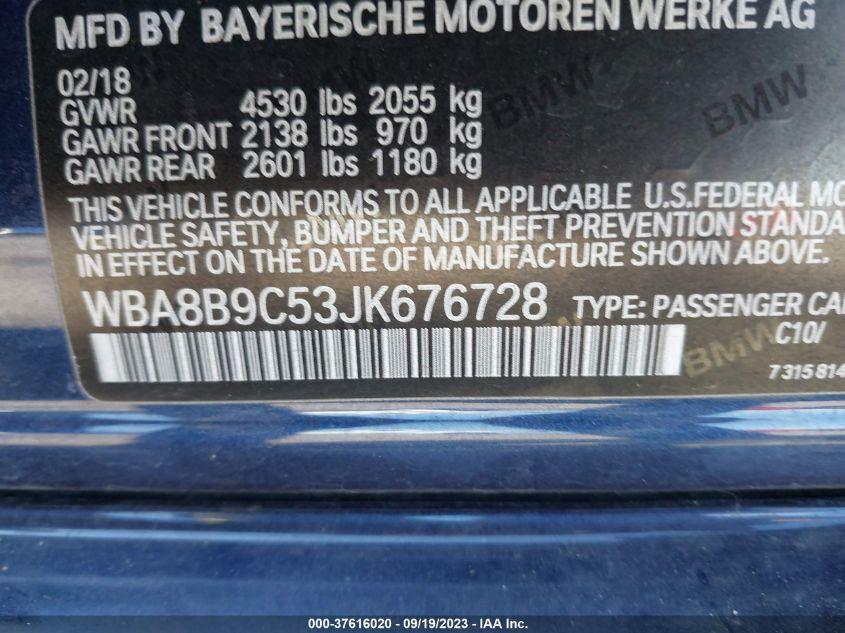 MFD BY BAYERISCHE MOTOREN WERKE AG
02/18
GVWR 4530 lbs 2055 kg
GAWR FRONT 2138 lbs 970 kg
GAWR REAR 2601 lbs 1180 kg
THIS VEHICLE CONFORMS TO ALL APPLICABLE U.S.FEDERAL MO
VEHICLE SAFETY, BUMPER AND THEFT PREVENTION STANDA
IN EFFECT ON THE DATE OF MANUFACTURE SHOWN ABOVE.
WBA8B9C53JK676728 TYPE: PASSENGER CA
C10/
7315814
BMW
BMW
BMW
000-37616020 - 09/19/2023 - IAAI.COM.